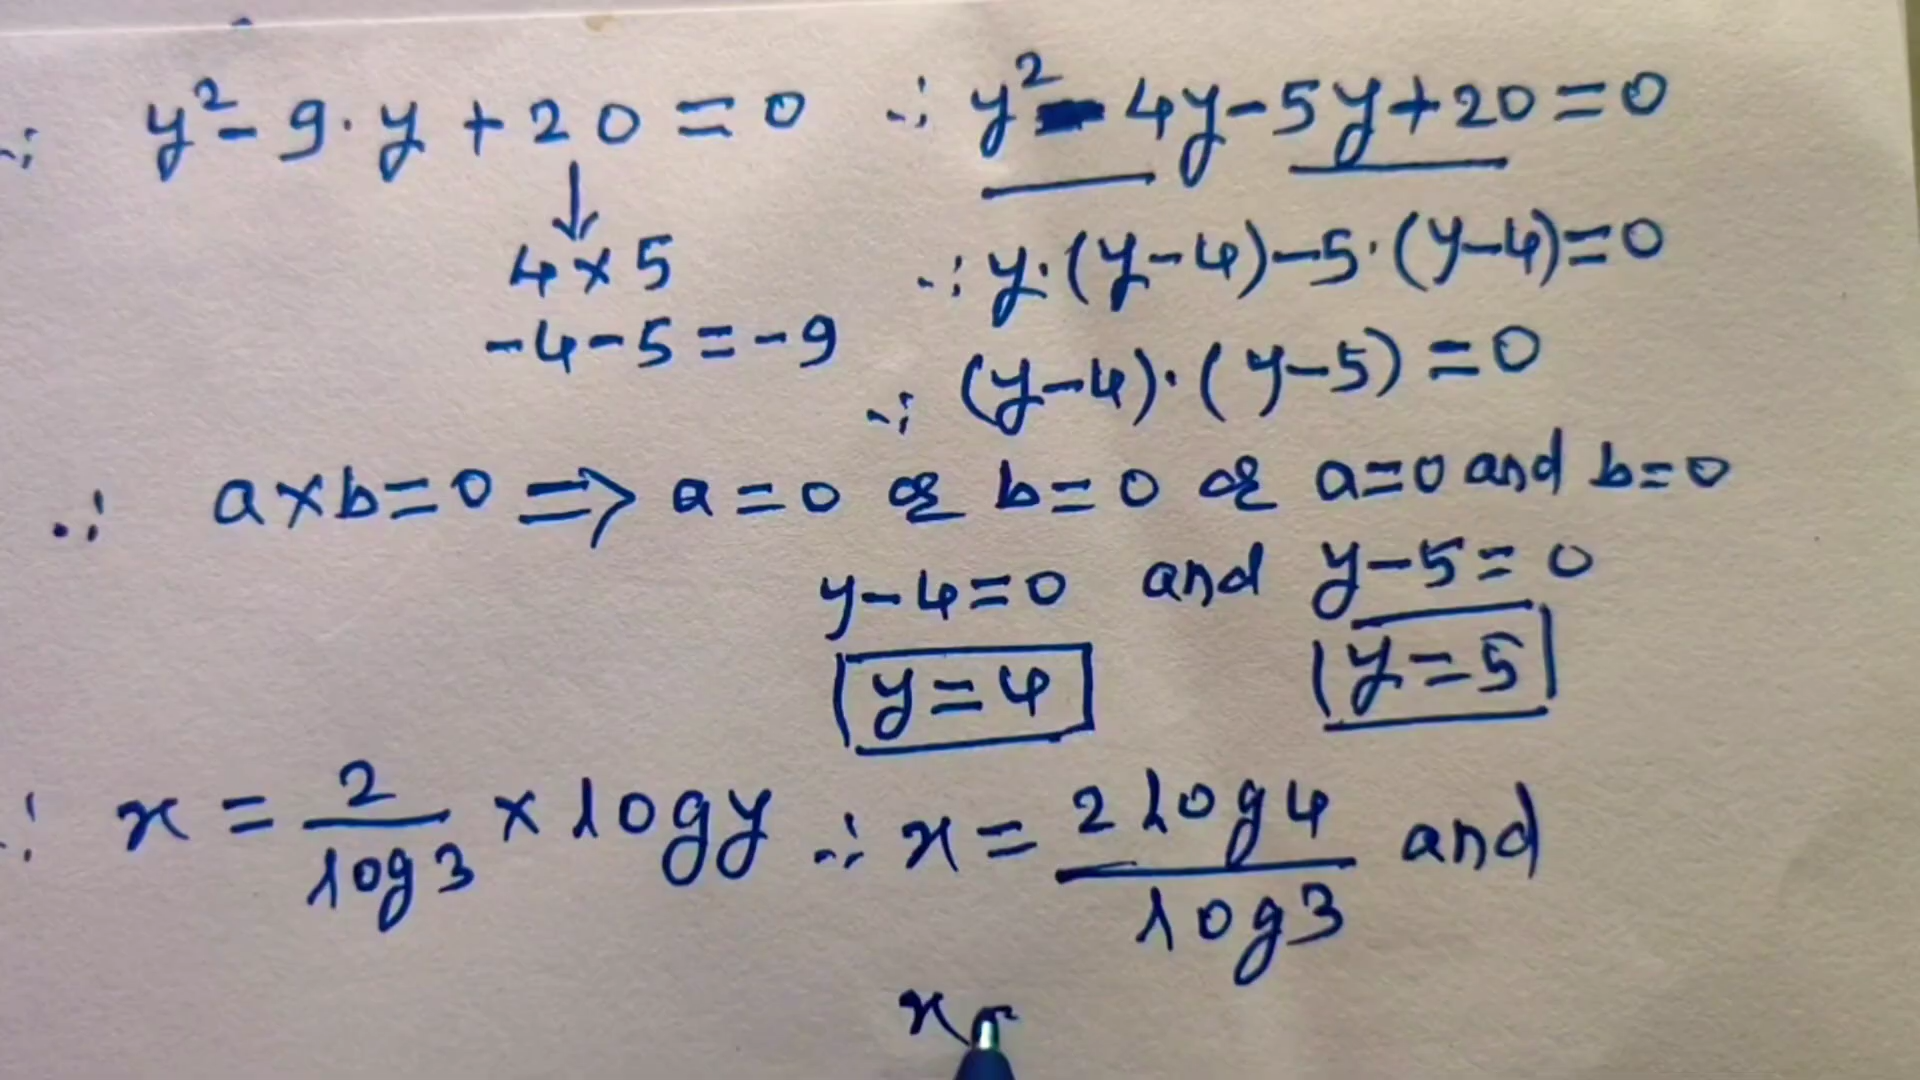 ∴ y² - 9·y + 20 = 0 ∴ y² - 4y - 5y + 20 = 0
↓
4 × 5
∴ y·(y-4) - 5·(y-4) = 0
-4 - 5 = -9
∴ (y-4)·(y-5) = 0
∴ a×b=0 ⇒ a=0 or b=0 or a=0 and b=0
y-4=0 and y-5=0
y=4 y=5
∴ x = 2/log3 × logy ∴ x = 2log4/log3 and
x